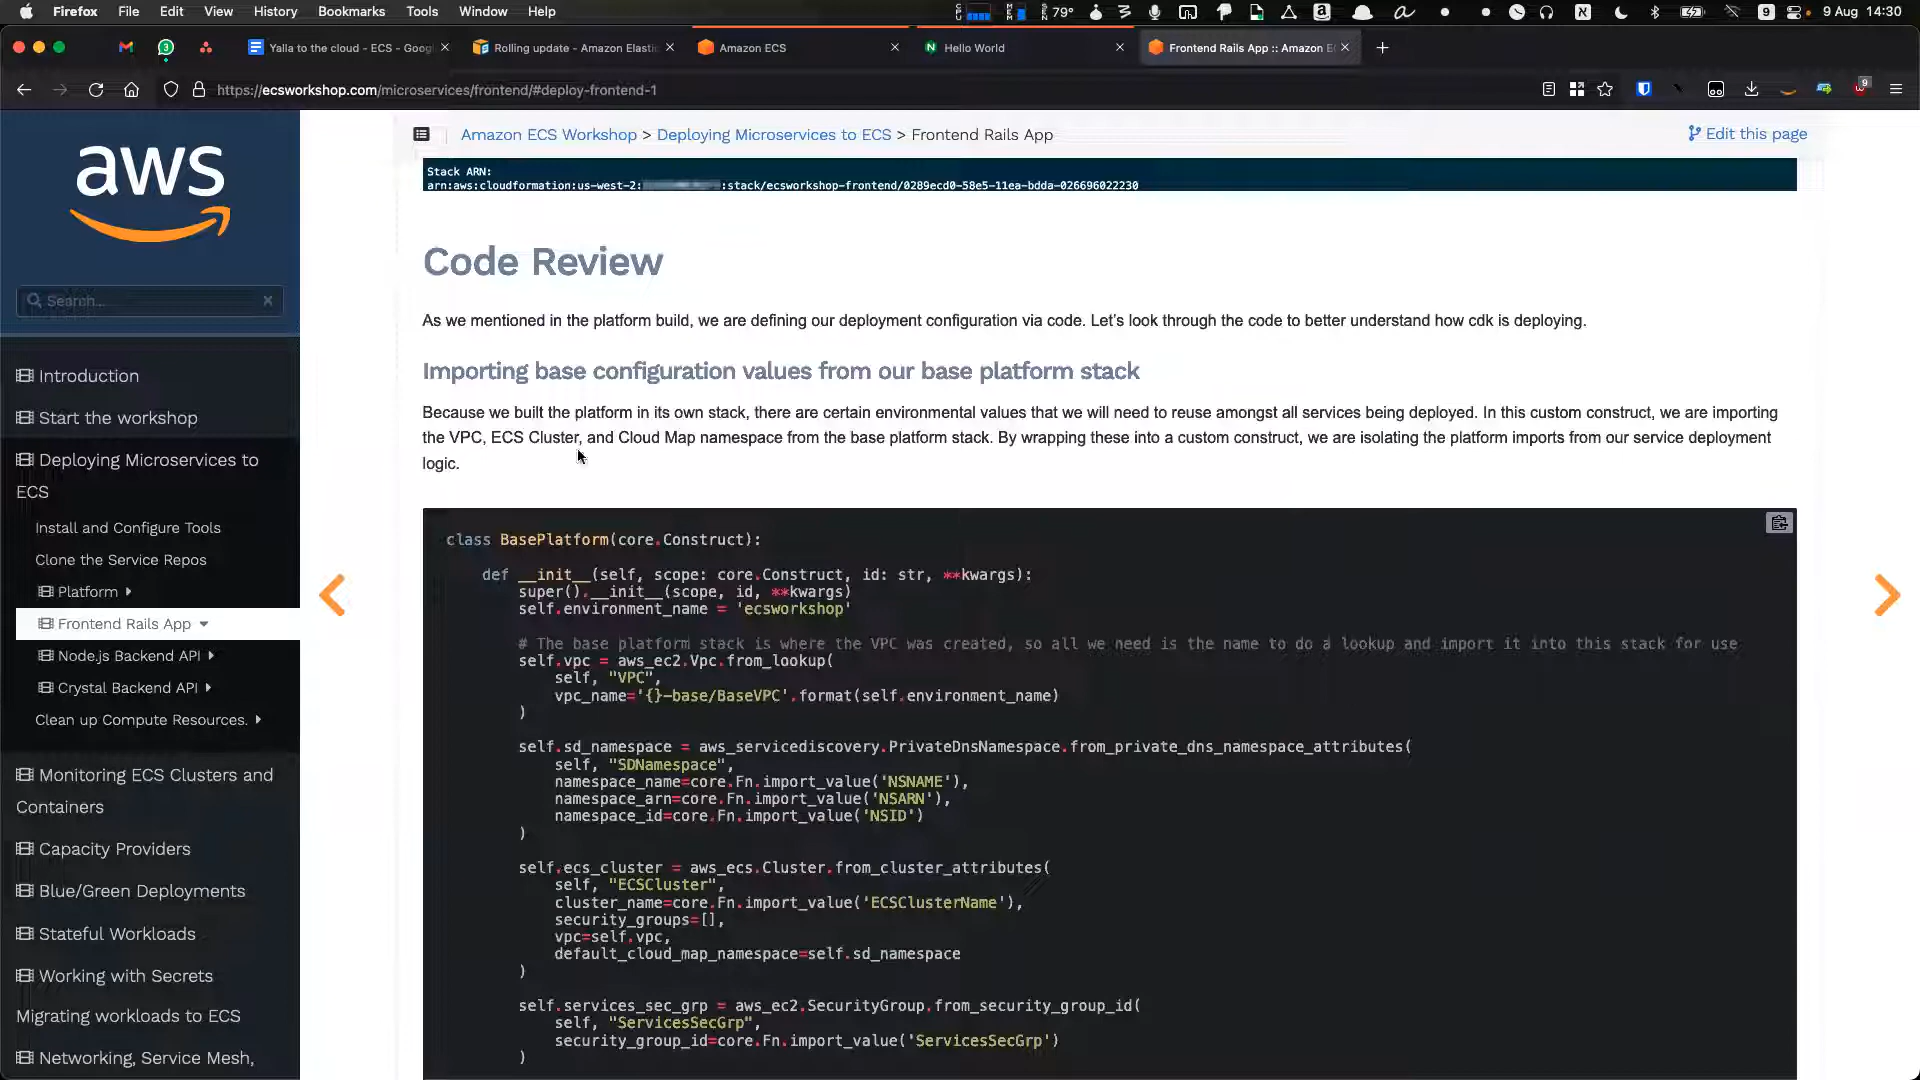 Firefox File Edit View History Bookmarks Tools Window Help 79° 9 9 Aug 14:30
Yalla to the cloud - ECS - Goog
Rolling update - Amazon Elastic
Amazon ECS
Hello World
Frontend Rails App :: Amazon E
https://ecsworkshop.com/microservices/frontend/#deploy-frontend-1
aws
Search...
Introduction
Start the workshop
Deploying Microservices to
ECS
Install and Configure Tools
Clone the Service Repos
Platform
Frontend Rails App
Node.js Backend API
Crystal Backend API
Clean up Compute Resources.
Monitoring ECS Clusters and
Containers
Capacity Providers
Blue/Green Deployments
Stateful Workloads
Working with Secrets
Migrating workloads to ECS
Networking, Service Mesh,
Amazon ECS Workshop > Deploying Microservices to ECS > Frontend Rails App
Edit this page
Stack ARN:
arn:aws:cloudformation:us-west-2: :stack/ecsworkshop-frontend/0289ecd0-58e5-11ea-bdda-026696022230
Code Review
As we mentioned in the platform build, we are defining our deployment configuration via code. Let's look through the code to better understand how cdk is deploying.
Importing base configuration values from our base platform stack
Because we built the platform in its own stack, there are certain environmental values that we will need to reuse amongst all services being deployed. In this custom construct, we are importing
the VPC, ECS Cluster, and Cloud Map namespace from the base platform stack. By wrapping these into a custom construct, we are isolating the platform imports from our service deployment
logic.
class BasePlatform(core.Construct):
def __init__(self, scope: core.Construct, id: str, **kwargs):
super().__init__(scope, id, **kwargs)
self.environment_name = 'ecsworkshop'
# The base platform stack is where the VPC was created, so all we need is the name to do a lookup and import it into this stack for use
self.vpc = aws_ec2.Vpc.from_lookup(
self, "VPC",
vpc_name='{}-base/BaseVPC'.format(self.environment_name)
)
self.sd_namespace = aws_servicediscovery.PrivateDnsNamespace.from_private_dns_namespace_attributes(
self, "SDNamespace",
namespace_name=core.Fn.import_value('NSNAME'),
namespace_arn=core.Fn.import_value('NSARN'),
namespace_id=core.Fn.import_value('NSID')
)
self.ecs_cluster = aws_ecs.Cluster.from_cluster_attributes(
self, "ECSCluster",
cluster_name=core.Fn.import_value('ECSClusterName'),
security_groups=[],
vpc=self.vpc,
default_cloud_map_namespace=self.sd_namespace
)
self.services_sec_grp = aws_ec2.SecurityGroup.from_security_group_id(
self, "ServicesSecGrp",
security_group_id=core.Fn.import_value('ServicesSecGrp')
)